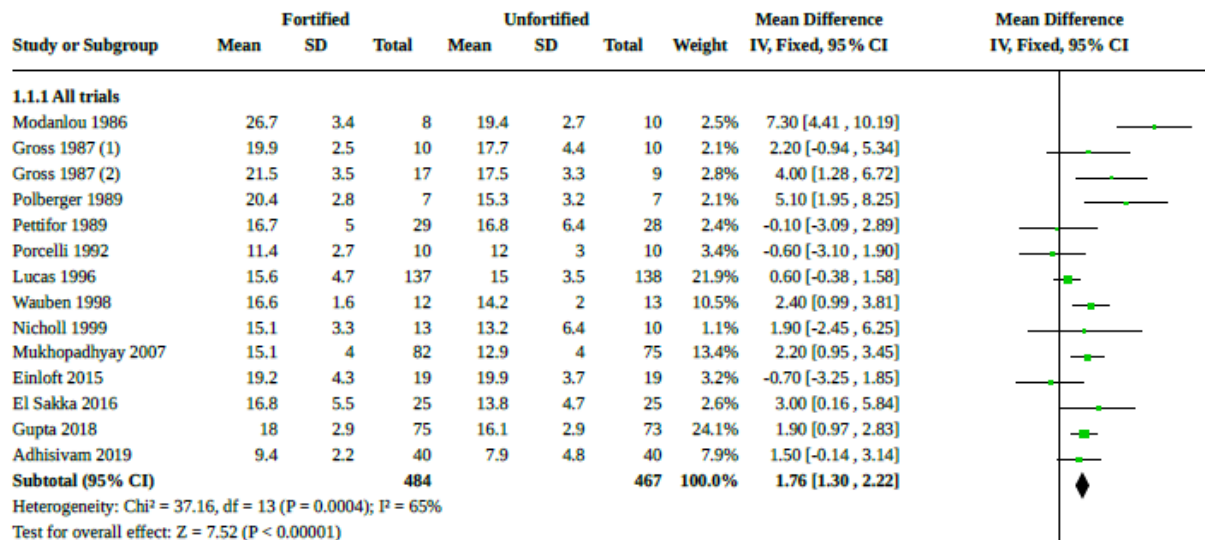 Fortified Unfortified Mean Difference Mean Difference
Study or Subgroup Mean SD Total Mean SD Total Weight IV, Fixed, 95% CI IV, Fixed, 95% CI
1.1.1 All trials
Modanlou 1986 26.7 3.4 8 19.4 2.7 10 2.5% 7.30 [4.41 , 10.19]
Gross 1987 (1) 19.9 2.5 10 17.7 4.4 10 2.1% 2.20 [-0.94 , 5.34]
Gross 1987 (2) 21.5 3.5 17 17.5 3.3 9 2.8% 4.00 [1.28 , 6.72]
Polberger 1989 20.4 2.8 7 15.3 3.2 7 2.1% 5.10 [1.95 , 8.25]
Pettifor 1989 16.7 5 29 16.8 6.4 28 2.4% -0.10 [-3.09 , 2.89]
Porcelli 1992 11.4 2.7 10 12 3 10 3.4% -0.60 [-3.10 , 1.90]
Lucas 1996 15.6 4.7 137 15 3.5 138 21.9% 0.60 [-0.38 , 1.58]
Wauben 1998 16.6 1.6 12 14.2 2 13 10.5% 2.40 [0.99 , 3.81]
Nicholl 1999 15.1 3.3 13 13.2 6.4 10 1.1% 1.90 [-2.45 , 6.25]
Mukhopadhyay 2007 15.1 4 82 12.9 4 75 13.4% 2.20 [0.95 , 3.45]
Einloft 2015 19.2 4.3 19 19.9 3.7 19 3.2% -0.70 [-3.25 , 1.85]
El Sakka 2016 16.8 5.5 25 13.8 4.7 25 2.6% 3.00 [0.16 , 5.84]
Gupta 2018 18 2.9 75 16.1 2.9 73 24.1% 1.90 [0.97 , 2.83]
Adhisivam 2019 9.4 2.2 40 7.9 4.8 40 7.9% 1.50 [-0.14 , 3.14]
Subtotal (95% CI) 484 467 100.0% 1.76 [1.30 , 2.22]
Heterogeneity: Chi² = 37.16, df = 13 (P = 0.0004); I² = 65%
Test for overall effect: Z = 7.52 (P < 0.00001)